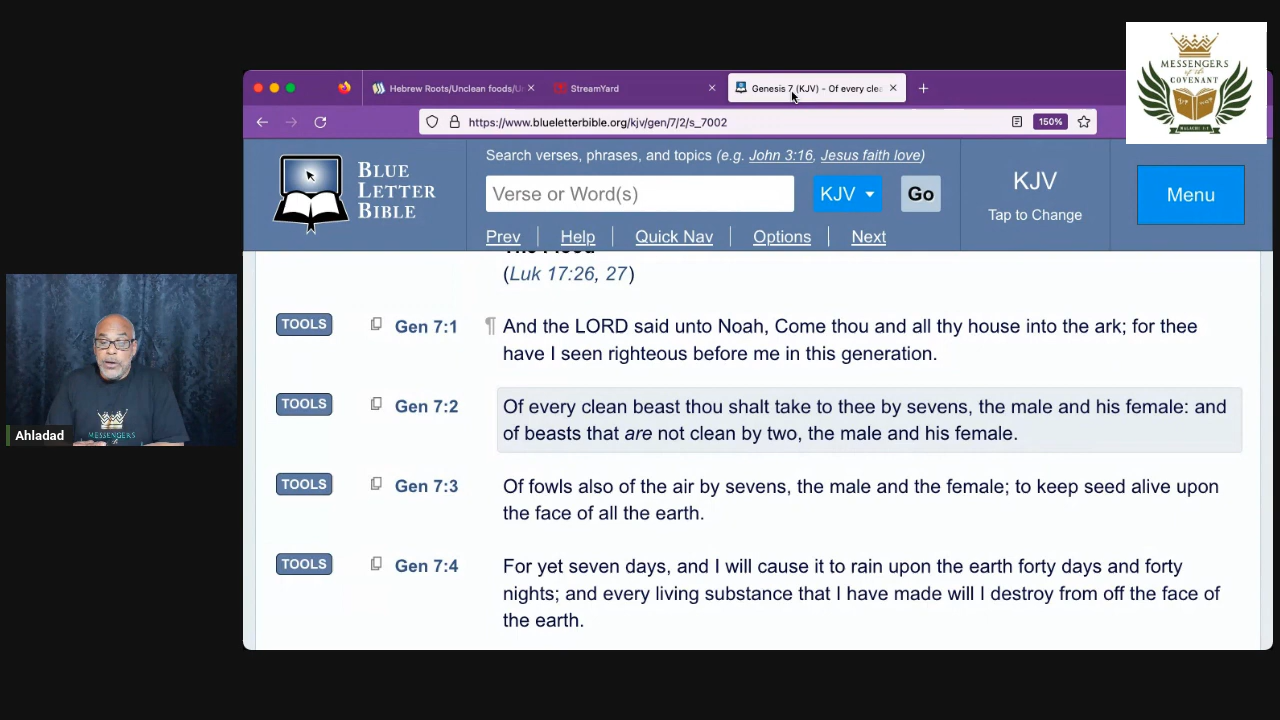 MESSENGERS
of the
COVENANT
Hebrew Roots/Unclean foods/U
StreamYard
Genesis 7 (KJV) - Of every clea
https://www.blueletterbible.org/kjv/gen/7/2/s_7002
150%
BLUE
LETTER
BIBLE
Search verses, phrases, and topics (e.g. John 3:16, Jesus faith love)
Verse or Word(s)
KJV
Go
KJV
Tap to Change
Menu
Prev
Help
Quick Nav
Options
Next
(Luk 17:26, 27)
TOOLS Gen 7:1 ¶ And the LORD said unto Noah, Come thou and all thy house into the ark; for thee
have I seen righteous before me in this generation.
TOOLS Gen 7:2 Of every clean beast thou shalt take to thee by sevens, the male and his female: and
of beasts that are not clean by two, the male and his female.
TOOLS Gen 7:3 Of fowls also of the air by sevens, the male and the female; to keep seed alive upon
the face of all the earth.
TOOLS Gen 7:4 For yet seven days, and I will cause it to rain upon the earth forty days and forty
nights; and every living substance that I have made will I destroy from off the face of
the earth.
MESSENGERS
Ahladad